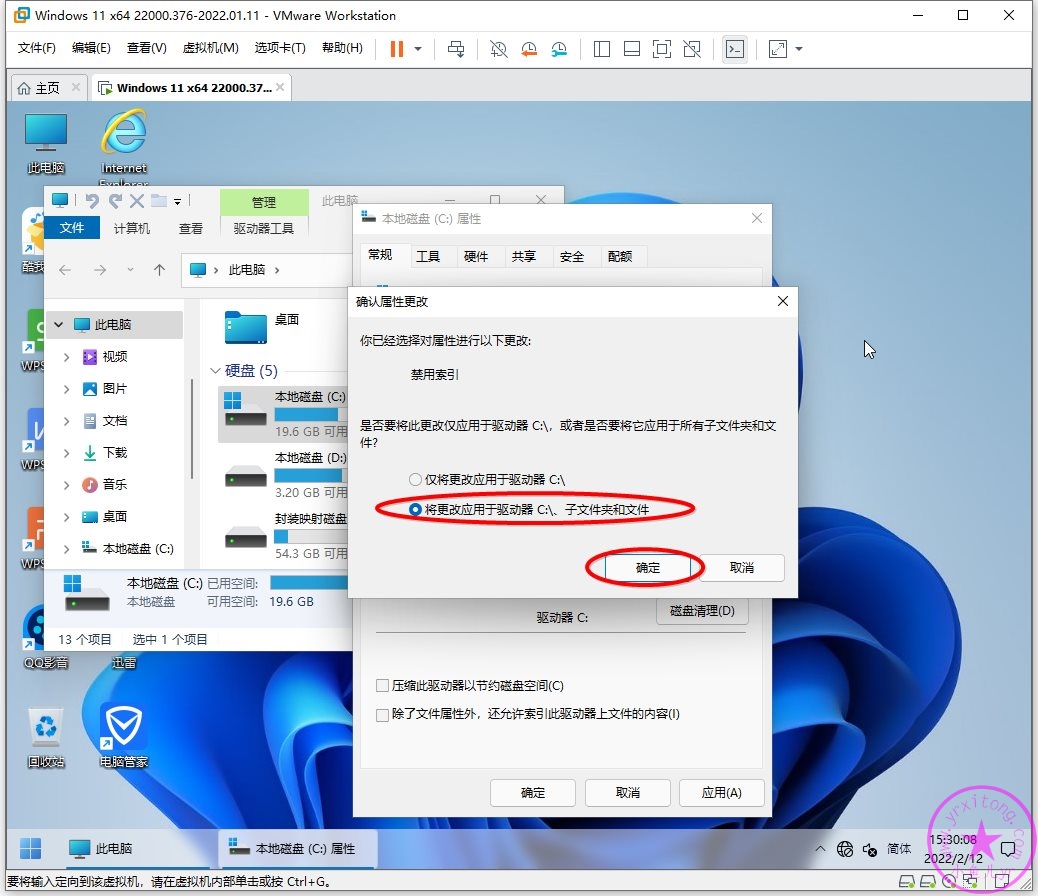 Windows 11 x64 22000.376-2022.01.11 - VMware Workstation
文件(F) 编辑(E) 查看(V) 虚拟机(M) 选项卡(T) 帮助(H)
主页 Windows 11 x64 22000.37...
此电脑
Internet
Explorer
管理 此电脑
文件 计算机 查看 驱动器工具
此电脑
本地磁盘 (C:) 属性
常规 工具 硬件 共享 安全 配额
酷我
WPS
WPS
WPS
此电脑
视频
图片
文档
下载
音乐
桌面
本地磁盘 (C:)
桌面
硬盘 (5)
本地磁盘 (C:)
19.6 GB 可用
本地磁盘 (D:)
3.20 GB 可用
封装映射磁盘
54.3 GB 可用
本地磁盘 (C:) 已用空间:
本地磁盘 可用空间: 19.6 GB
13 个项目 选中 1 个项目
确认属性更改
你已经选择对属性进行以下更改:
禁用索引
是否要将此更改仅应用于驱动器 C:\，或者是否要将它应用于所有子文件夹和文
件?
仅将更改应用于驱动器 C:\
将更改应用于驱动器 C:\、子文件夹和文件
确定 取消
驱动器 C: 磁盘清理(D)
压缩此驱动器以节约磁盘空间(C)
除了文件属性外，还允许索引此驱动器上文件的内容(I)
确定 取消 应用(A)
QQ影音 迅雷
回收站 电脑管家
此电脑 本地磁盘 (C:) 属性
简体 15:30:08
2022/2/12
www.yrxitong.com
要将输入定向到该虚拟机，请在虚拟机内部单击或按 Ctrl+G。